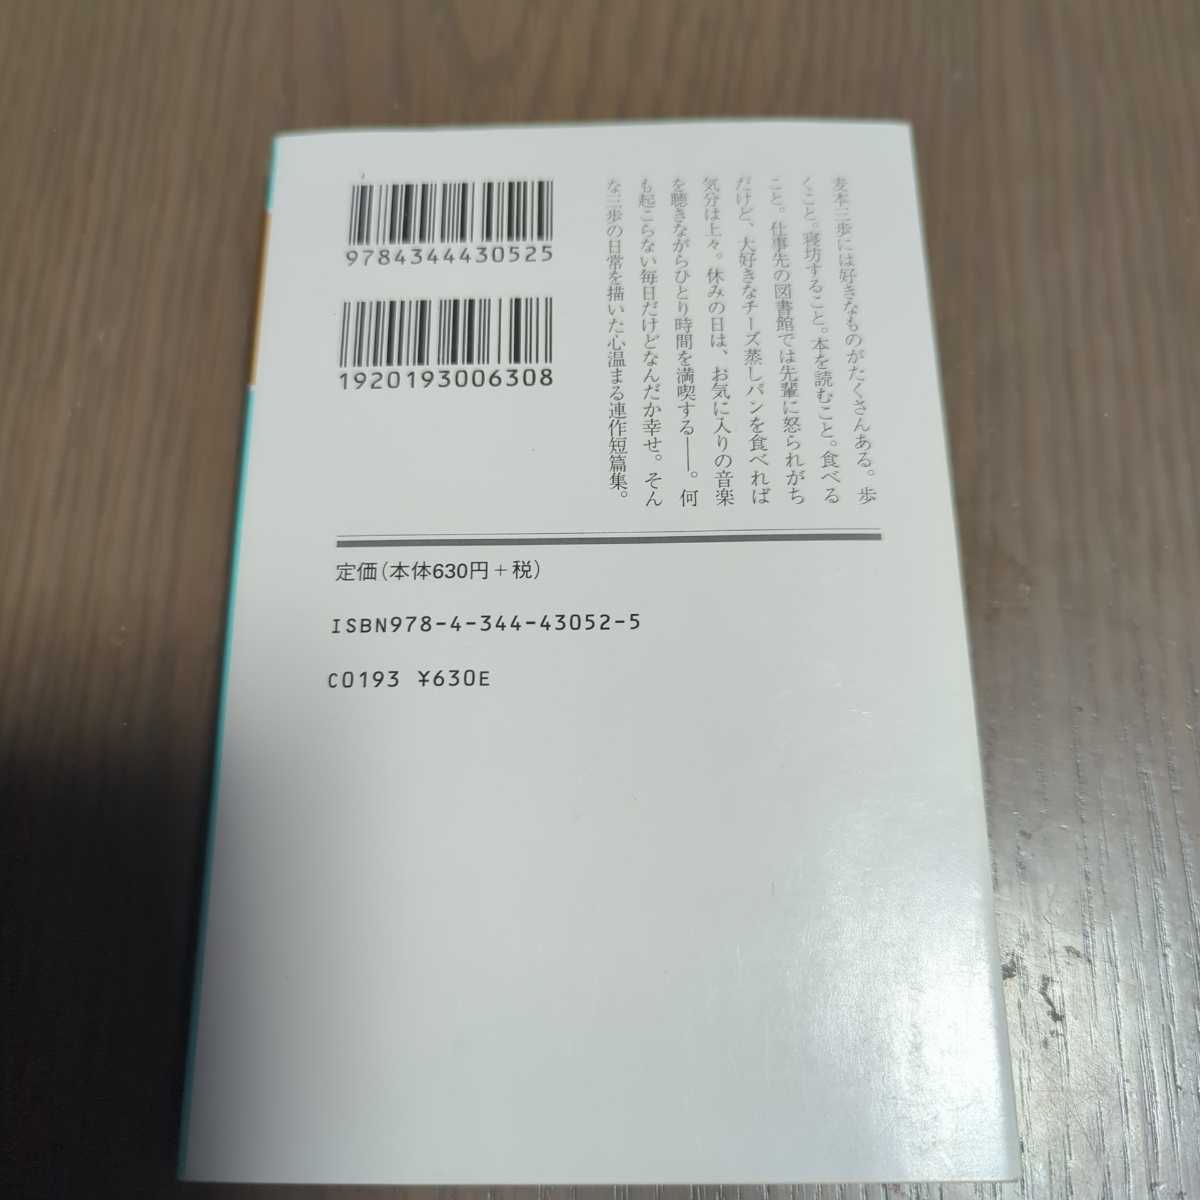 麦本三歩には好きなものがたくさんある。歩
くこと。寝坊すること。本を読むこと。食べる
こと。仕事先の図書館では先輩に怒られがち
だけど、大好きなチーズ蒸しパンを食べれば
気分は上々。休みの日は、お気に入りの音楽
を聴きながらひとり時間を満喫する――。何
も起こらない毎日だけどなんだか幸せ。そん
な三歩の日常を描いた心温まる連作短篇集。
9784344430525
1920193006308
定価(本体630円+税)
ISBN978-4-344-43052-5
C0193 ¥630E